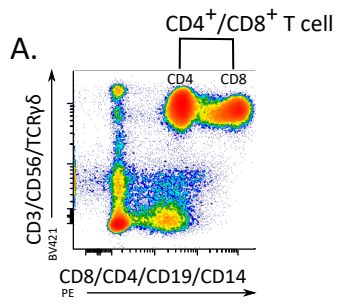 CD4⁺/CD8⁺ T cell
A.
CD4 CD8
CD3/CD56/TCRγδ
BV421
CD8/CD4/CD19/CD14
PE